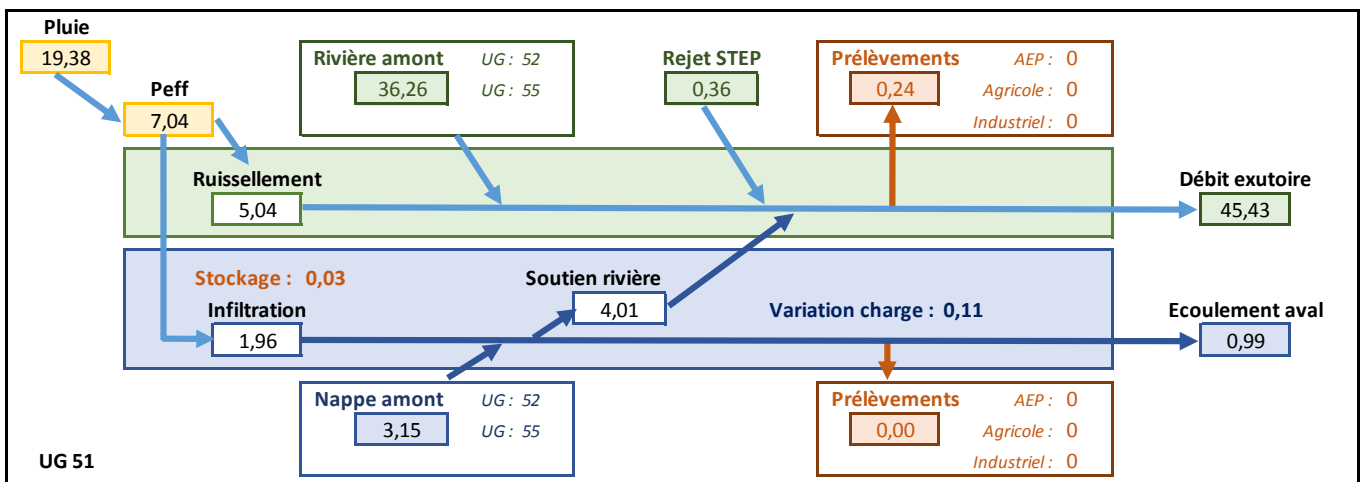 Pluie
19,38
Peff
7,04
Rivière amont UG : 52
36,26 UG : 55
Rejet STEP
0,36
Prélèvements AEP : 0
0,24 Agricole : 0
Industriel : 0
Ruissellement
5,04
Débit exutoire
45,43
Stockage : 0,03
Soutien rivière
4,01
Infiltration
1,96
Variation charge : 0,11
Ecoulement aval
0,99
Nappe amont UG : 52
3,15 UG : 55
Prélèvements AEP : 0
0,00 Agricole : 0
Industriel : 0
UG 51